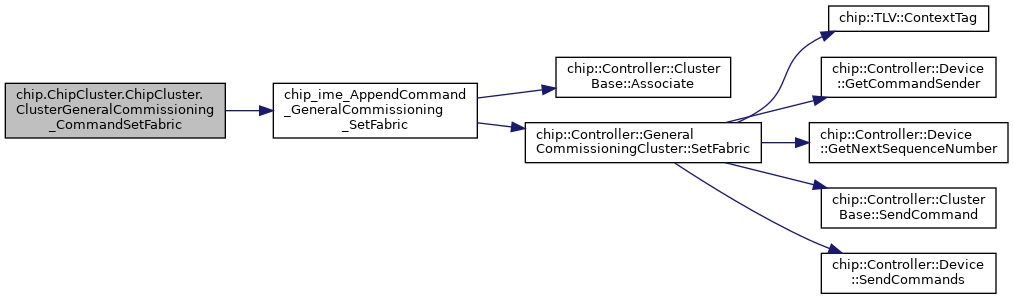 chip.ChipCluster.ChipCluster.
ClusterGeneralCommissioning
_CommandSetFabric
chip_ime_AppendCommand
_GeneralCommissioning
_SetFabric
chip::Controller::Cluster
Base::Associate
chip::Controller::General
CommissioningCluster::SetFabric
chip::TLV::ContextTag
chip::Controller::Device
::GetCommandSender
chip::Controller::Device
::GetNextSequenceNumber
chip::Controller::Cluster
Base::SendCommand
chip::Controller::Device
::SendCommands